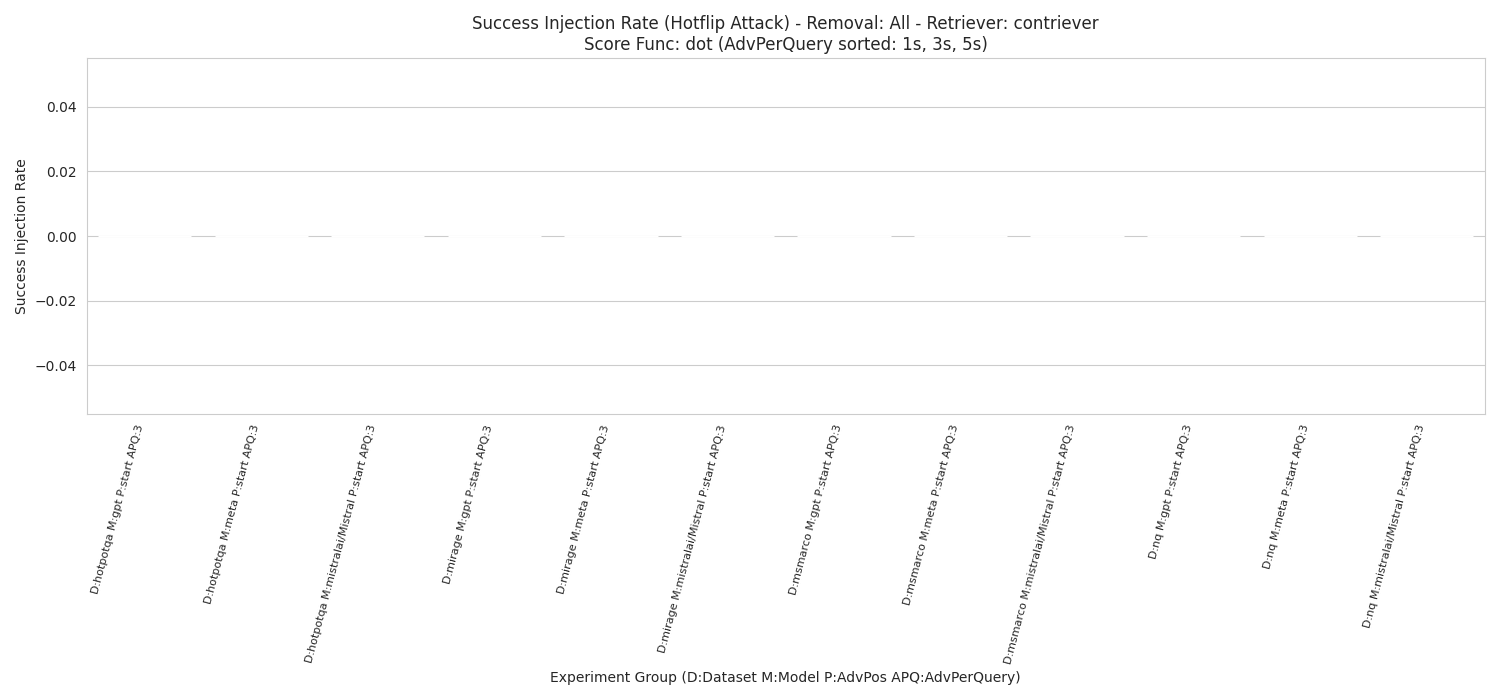 Success Injection Rate (Hotflip Attack) - Removal: All - Retriever: contriever
Score Func: dot (AdvPerQuery sorted: 1s, 3s, 5s)
Success Injection Rate
0.04
0.02
0.00
−0.02
−0.04
D:hotpotqa M:gpt P:start APQ:3
D:hotpotqa M:meta P:start APQ:3
D:hotpotqa M:mistralai/Mistral P:start APQ:3
D:mirage M:gpt P:start APQ:3
D:mirage M:meta P:start APQ:3
D:mirage M:mistralai/Mistral P:start APQ:3
D:msmarco M:gpt P:start APQ:3
D:msmarco M:meta P:start APQ:3
D:msmarco M:mistralai/Mistral P:start APQ:3
D:nq M:gpt P:start APQ:3
D:nq M:meta P:start APQ:3
D:nq M:mistralai/Mistral P:start APQ:3
Experiment Group (D:Dataset M:Model P:AdvPos APQ:AdvPerQuery)